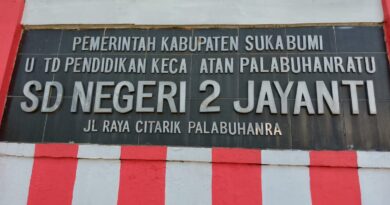 PEMERINTAH KABUPATEN SUKABUMI
U TD PENDIDIKAN KECA ATAN PALABUHANRATU
SD NEGERI 2 JAYANTI
JL RAYA CITARIK PALABUHANRA